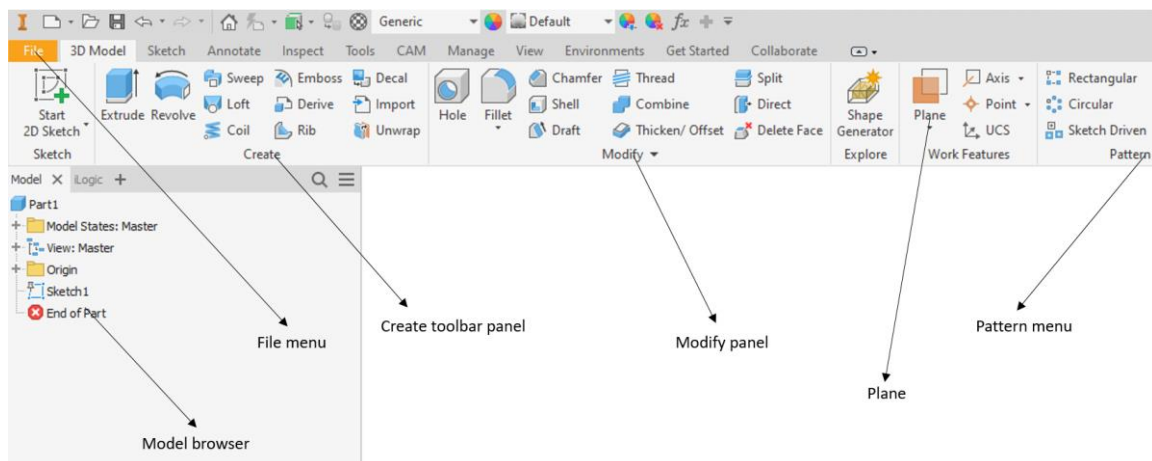 Generic Default fx
File 3D Model Sketch Annotate Inspect Tools CAM Manage View Environments Get Started Collaborate
Sweep Emboss Decal Chamfer Thread Split Axis Rectangular
Start Extrude Revolve Loft Derive Import Hole Fillet Shell Combine Direct Shape Plane Point Circular
2D Sketch Coil Rib Unwrap Draft Thicken/ Offset Delete Face Generator UCS Sketch Driven
Sketch Create Modify Explore Work Features Pattern
Model iLogic
Part1
Model States: Master
View: Master
Origin
Sketch1
End of Part
Create toolbar panel
Pattern menu
File menu
Modify panel
Plane
Model browser